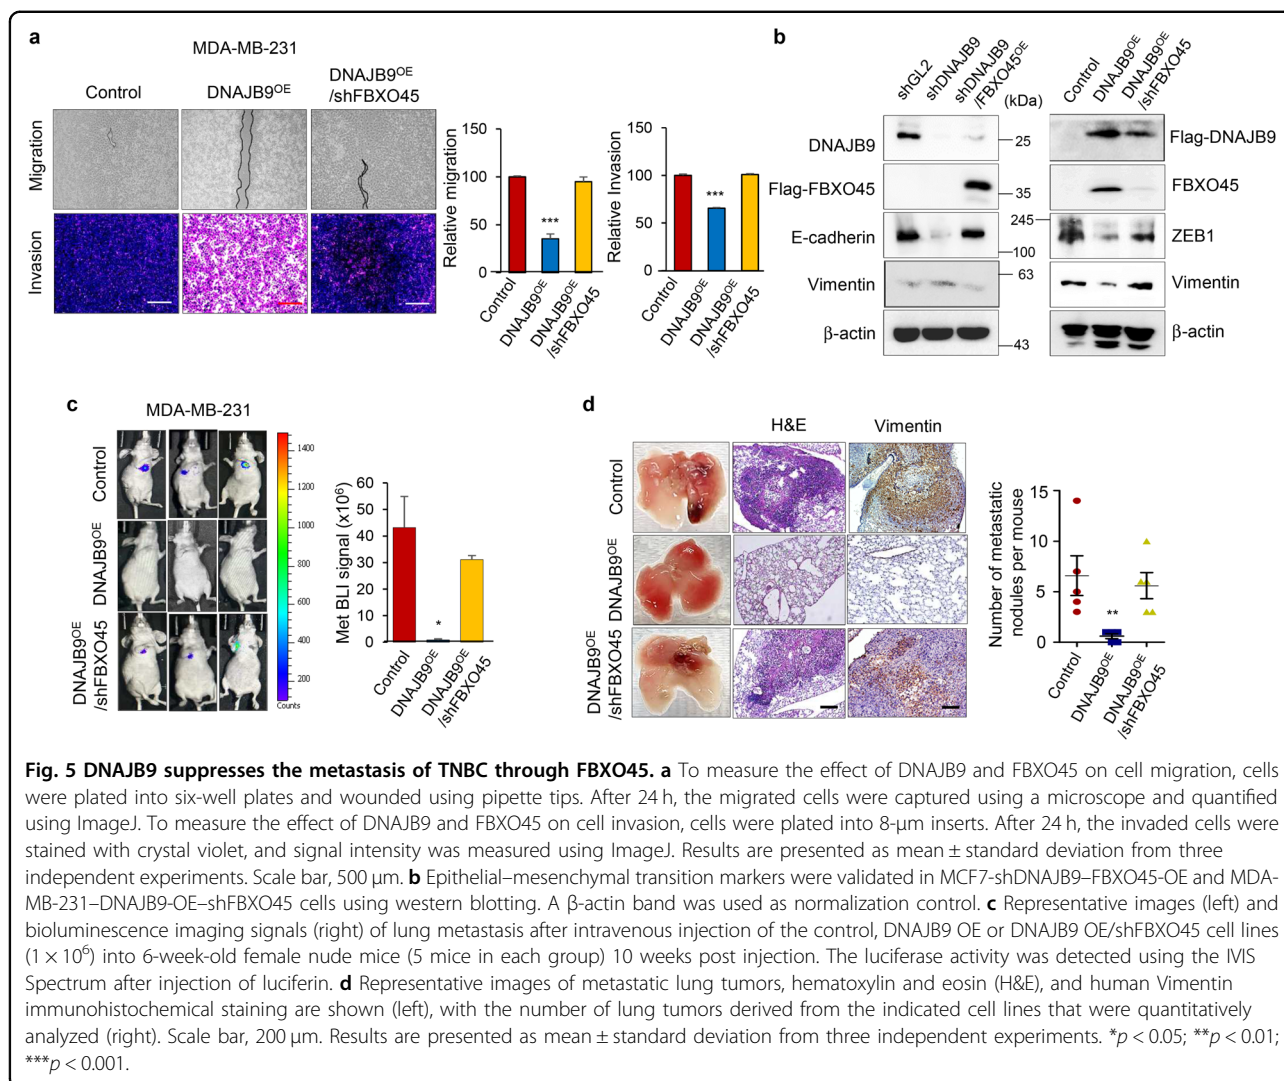 a
MDA-MB-231
Control
DNAJB9OE
DNAJB9OE
/shFBXO45
Migration
Invasion
Relative migration
150
100
50
0
***
Control
DNAJB9OE
DNAJB9OE
/shFBXO45
Relative Invasion
150
100
50
0
***
Control
DNAJB9OE
DNAJB9OE
/shFBXO45
b
shGL2
shDNAJB9
shDNAJB9
/FBXO45OE
(kDa)
Control
DNAJB9OE
DNAJB9OE
/shFBXO45
DNAJB9
25
Flag-DNAJB9
Flag-FBXO45
35
FBXO45
E-cadherin
245
100
ZEB1
Vimentin
63
Vimentin
β-actin
43
β-actin
c
MDA-MB-231
Control
DNAJB9OE
DNAJB9OE
/shFBXO45
1400
1200
1000
800
600
400
200
Counts
Met BLI signal (x10⁶)
60
50
40
30
20
10
0
*
Control
DNAJB9OE
DNAJB9OE
/shFBXO45
d
H&E
Vimentin
Control
DNAJB9OE
DNAJB9OE
/shFBXO45
Number of metastatic
nodules per mouse
15
10
5
0
**
Control
DNAJB9OE
DNAJB9OE
/shFBXO45
Fig. 5 DNAJB9 suppresses the metastasis of TNBC through FBXO45. a To measure the effect of DNAJB9 and FBXO45 on cell migration, cells
were plated into six-well plates and wounded using pipette tips. After 24 h, the migrated cells were captured using a microscope and quantified
using ImageJ. To measure the effect of DNAJB9 and FBXO45 on cell invasion, cells were plated into 8-μm inserts. After 24 h, the invaded cells were
stained with crystal violet, and signal intensity was measured using ImageJ. Results are presented as mean ± standard deviation from three
independent experiments. Scale bar, 500 μm. b Epithelial–mesenchymal transition markers were validated in MCF7-shDNAJB9–FBXO45-OE and MDA-
MB-231–DNAJB9-OE–shFBXO45 cells using western blotting. A β-actin band was used as normalization control. c Representative images (left) and
bioluminescence imaging signals (right) of lung metastasis after intravenous injection of the control, DNAJB9 OE or DNAJB9 OE/shFBXO45 cell lines
(1 × 10⁶) into 6-week-old female nude mice (5 mice in each group) 10 weeks post injection. The luciferase activity was detected using the IVIS
Spectrum after injection of luciferin. d Representative images of metastatic lung tumors, hematoxylin and eosin (H&E), and human Vimentin
immunohistochemical staining are shown (left), with the number of lung tumors derived from the indicated cell lines that were quantitatively
analyzed (right). Scale bar, 200 μm. Results are presented as mean ± standard deviation from three independent experiments. *p < 0.05; **p < 0.01;
***p < 0.001.